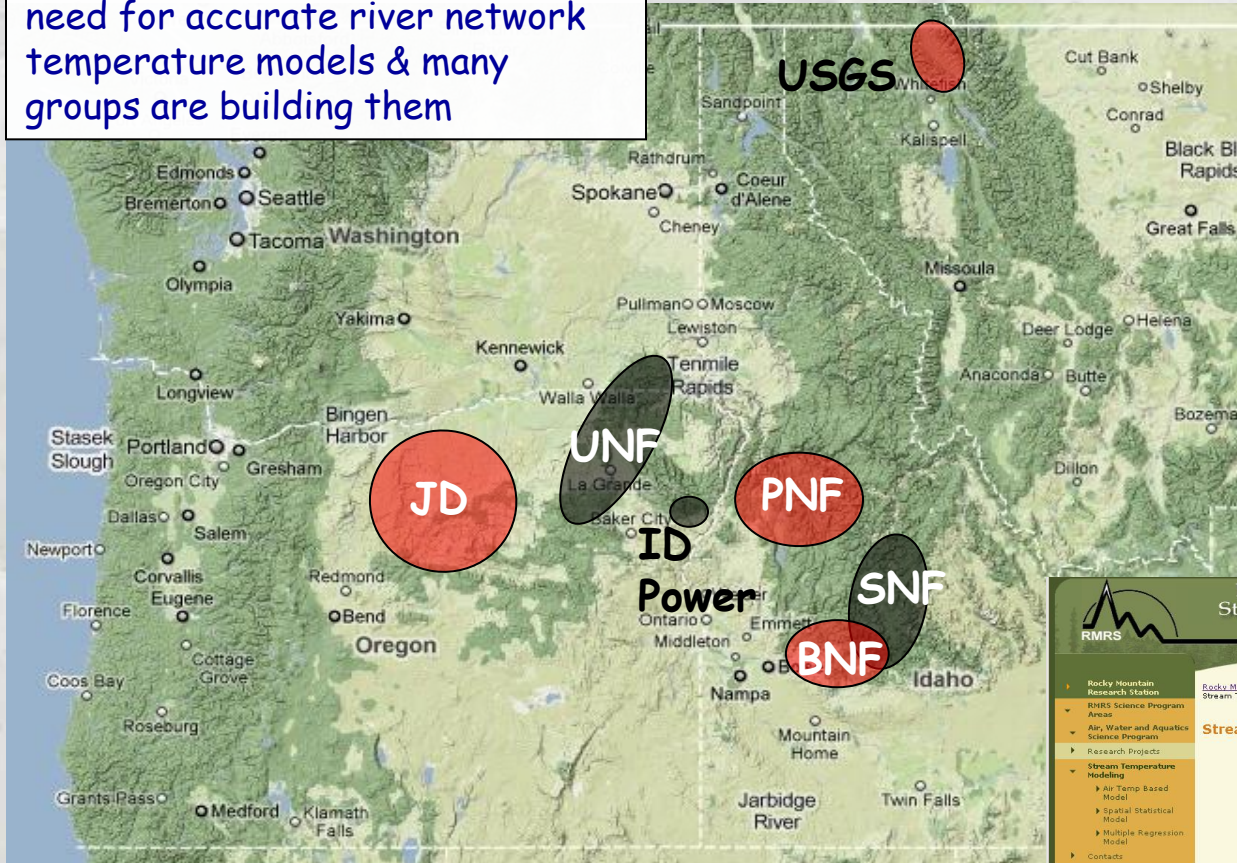 need for accurate river network
temperature models & many
groups are building them
USGS
Cut Bank
Shelby
Sandpoint
Conrad
Kalispell
Black Bl
Rapids
Edmonds
Rathdrum
Spokane
Coeur
d'Alene
Bremerton
Seattle
Cheney
Great Falls
Tacoma
Washington
Missoula
Olympia
Pullman
Moscow
Yakima
Lewiston
Deer Lodge
Helena
Kennewick
Tenmile
Rapids
Anaconda
Butte
Longview
Walla Walla
Bingen
Harbor
Bozema
Stasek
Slough
Portland
UNF
Gresham
Dillon
Oregon City
JD
La Grande
PNF
Dallas
Salem
Baker City
ID
Power
Newport
Corvallis
Redmond
SNF
Eugene
Florence
Bend
Ontario
Emmett
Oregon
Middleton
BNF
Idaho
Cottage
Grove
Coos Bay
Nampa
Roseburg
Mountain
Home
Grants Pass
Medford
Klamath
Falls
Jarbidge
River
Twin Falls
RMRS
St
Rocky Mountain
Research Station
Rocky M
Stream T
RMRS Science Program
Areas
Air, Water and Aquatics
Science Program
Strea
Research Projects
Stream Temperature
Modeling
Air Temp Based
Model
Spatial Statistical
Model
Multiple Regression
Model
Contacts